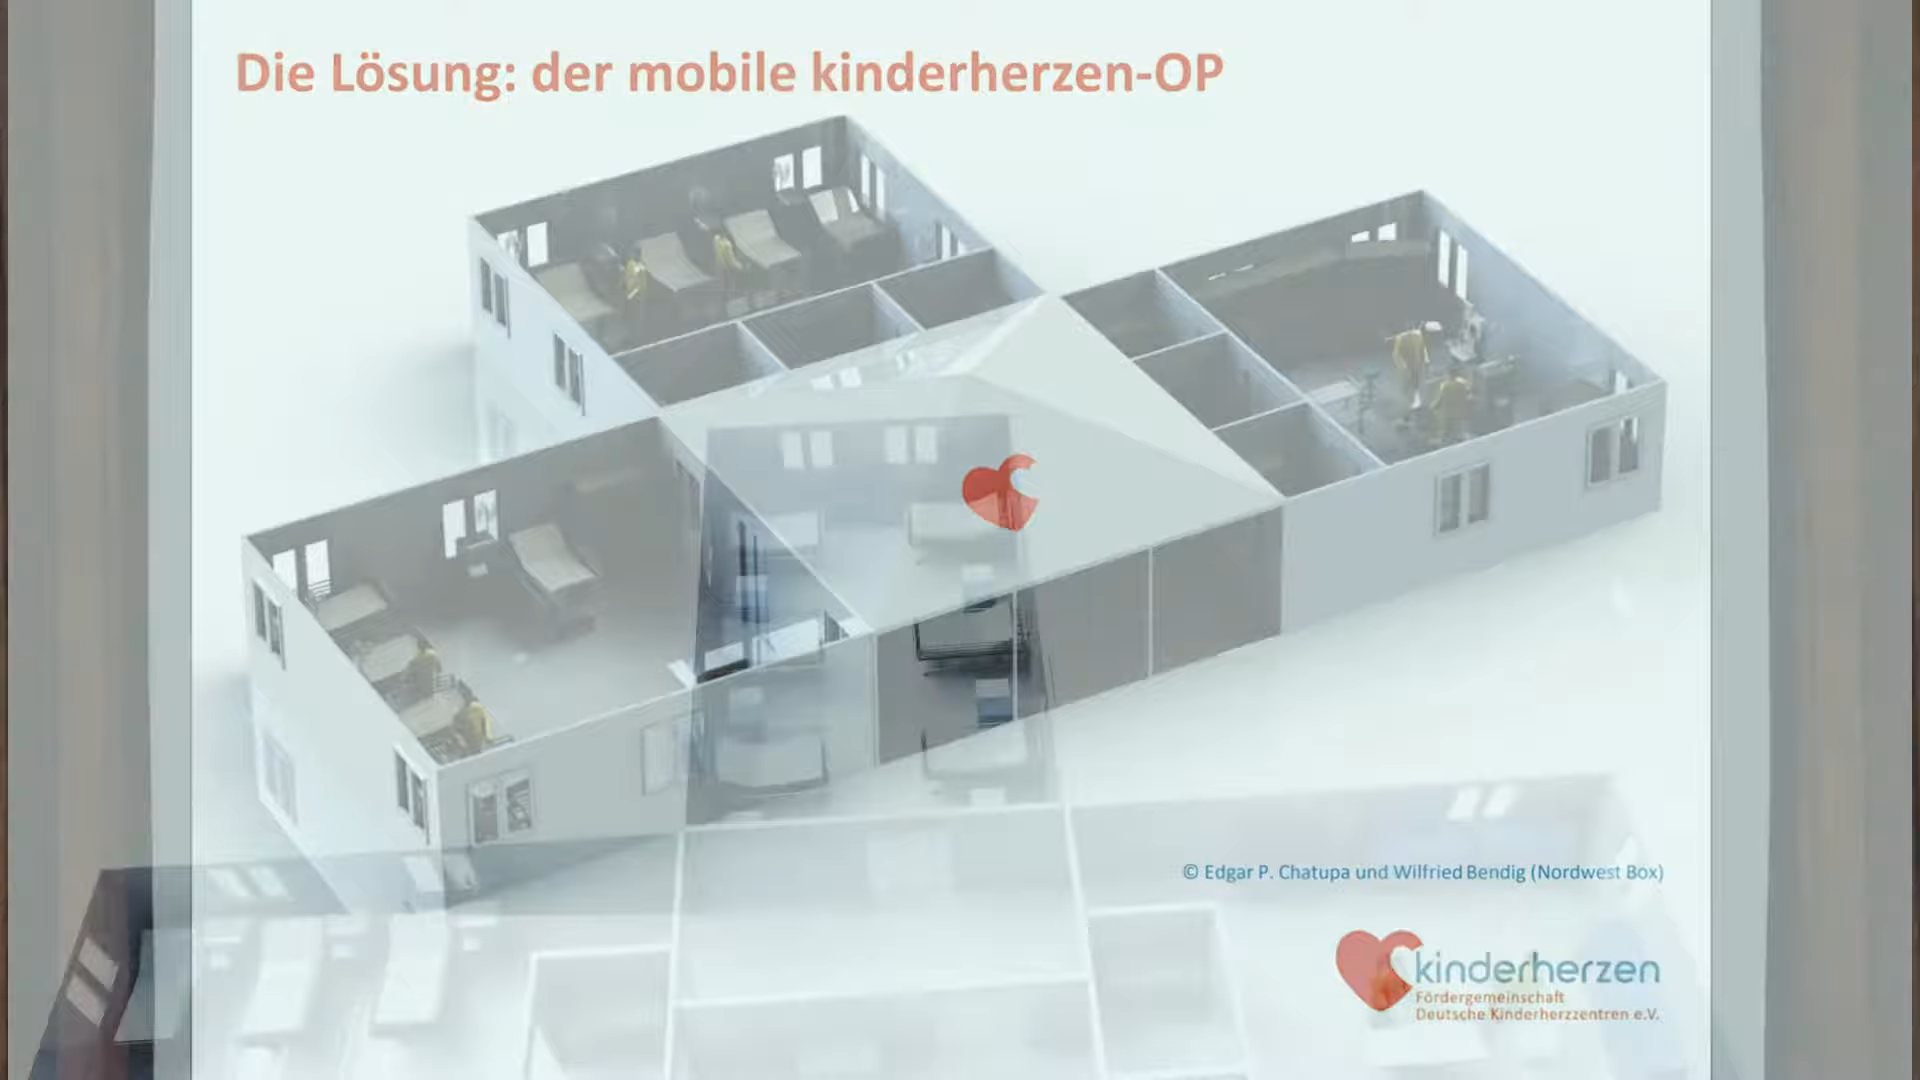 Die Lösung: der mobile kinderherzen-OP
© Edgar P. Chatupa und Wilfried Bendig (Nordwest Box)
kinderherzen
Fördergemeinschaft
Deutsche Kinderherzzentren e.V.